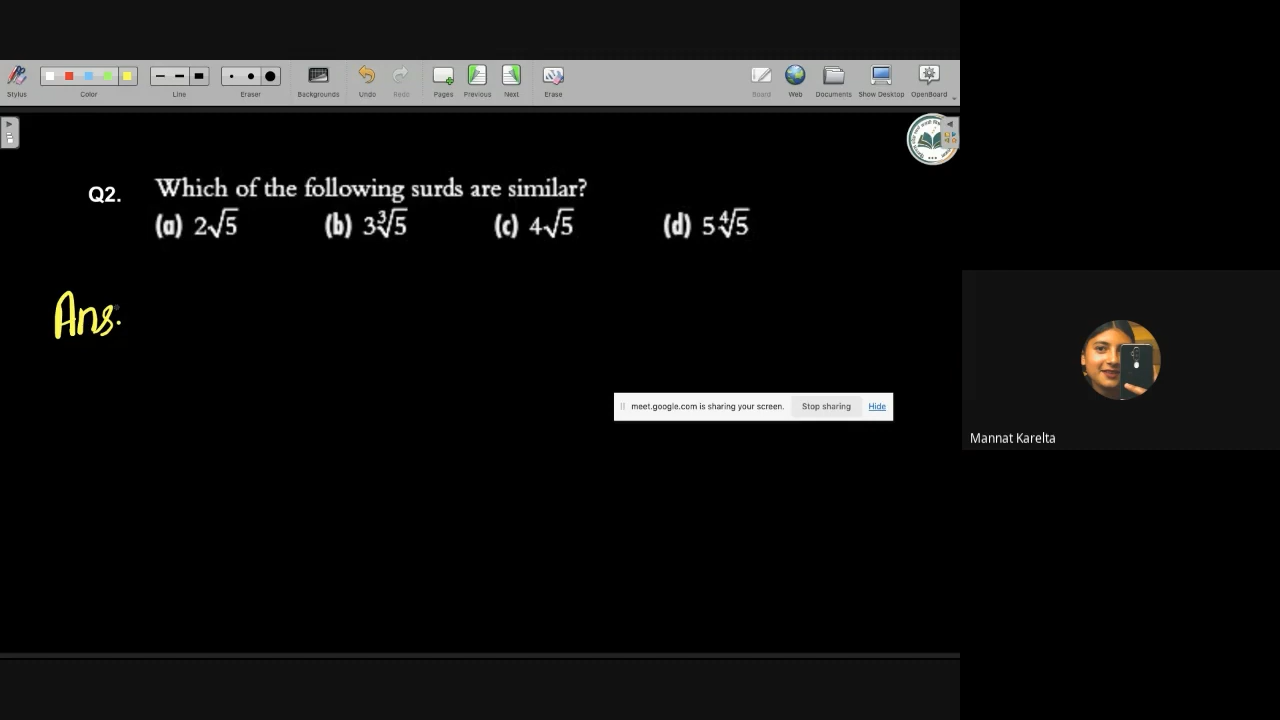 Stylus Color Line Eraser Backgrounds Undo Redo Pages Previous Next Erase Board Web Documents Show Desktop OpenBoard
Q2. Which of the following surds are similar?
(a) 2√5 (b) 3∛5 (c) 4√5 (d) 5∜5
Ans.
meet.google.com is sharing your screen. Stop sharing Hide
Mannat Karelta